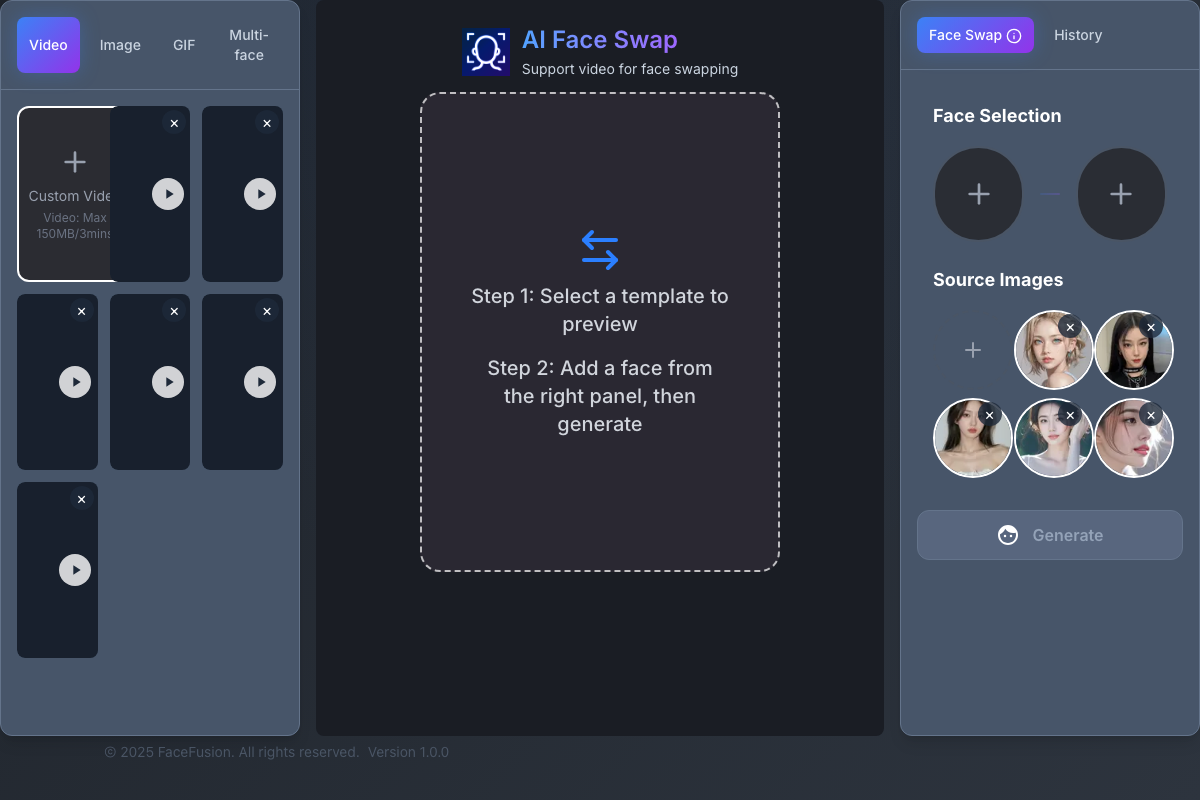 Video
Image
GIF
Multi-
face
Custom Vide
Video: Max
150MB/3mins
AI Face Swap
Support video for face swapping
Step 1: Select a template to
preview
Step 2: Add a face from
the right panel, then
generate
Face Swap
History
Face Selection
Source Images
Generate
© 2025 FaceFusion. All rights reserved. Version 1.0.0